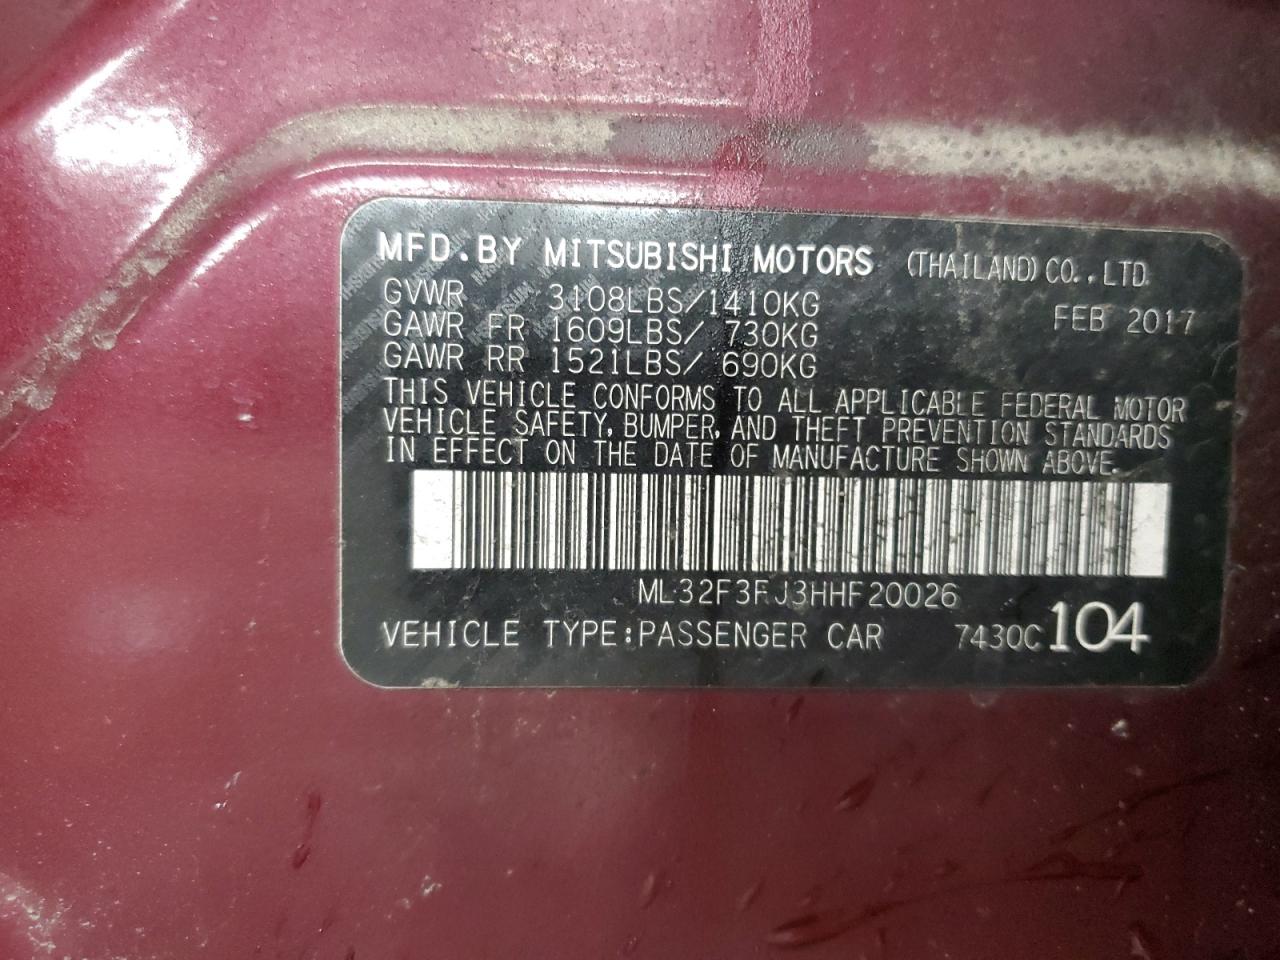 MFD.BY MITSUBISHI MOTORS (THAILAND) CO.,LTD
GVWR 3108LBS/1410KG FEB 2017
GAWR FR 1609LBS/ 730KG
GAWR RR 1521LBS/ 690KG
THIS VEHICLE CONFORMS TO ALL APPLICABLE FEDERAL MOTOR
VEHICLE SAFETY, BUMPER, AND THEFT PREVENTION STANDARDS
IN EFFECT ON THE DATE OF MANUFACTURE SHOWN ABOVE.
ML32F3FJ3HHF20026
VEHICLE TYPE:PASSENGER CAR 7430C 104